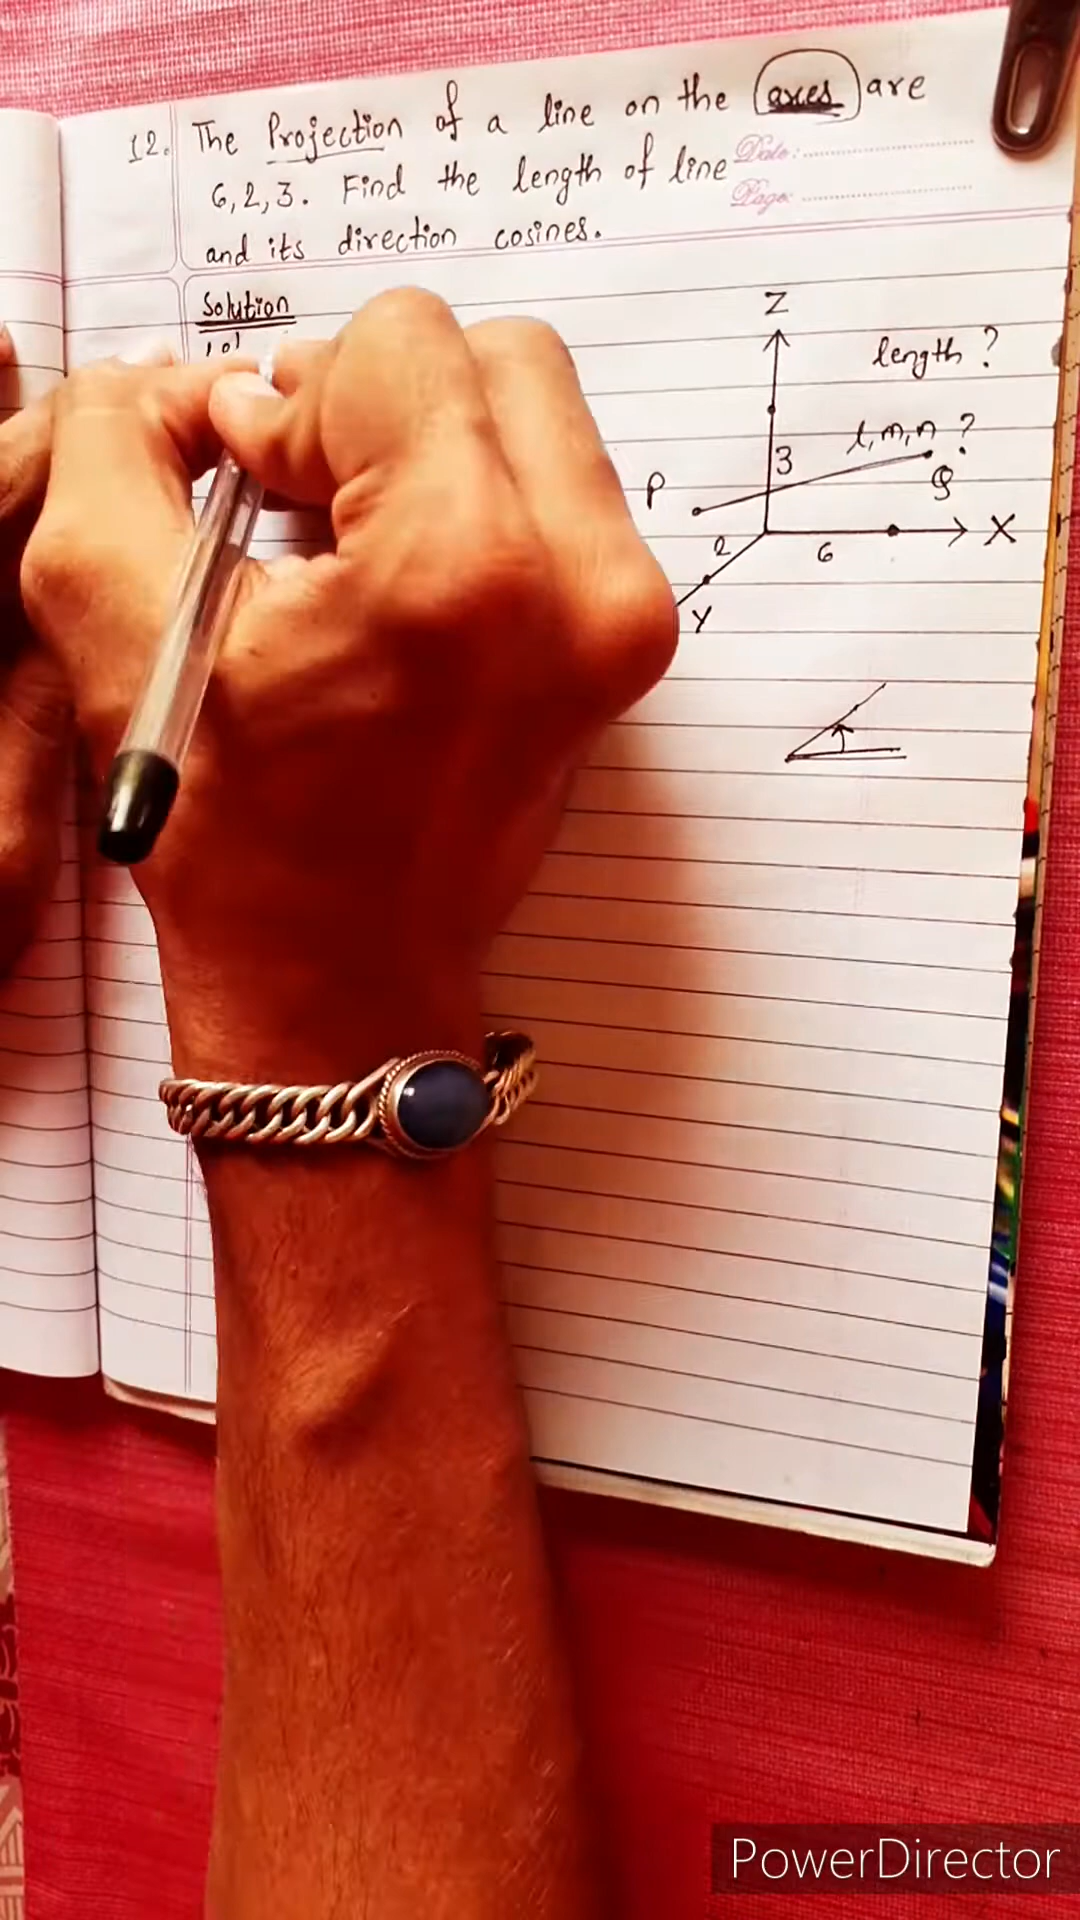 12. The Projection of a line on the axes are
6, 2, 3. Find the length of line
and its direction cosines.
Date:
Page:
Solution
Z
length ?
l, m, n ?
3
P
Q
2
6
X
Y
PowerDirector